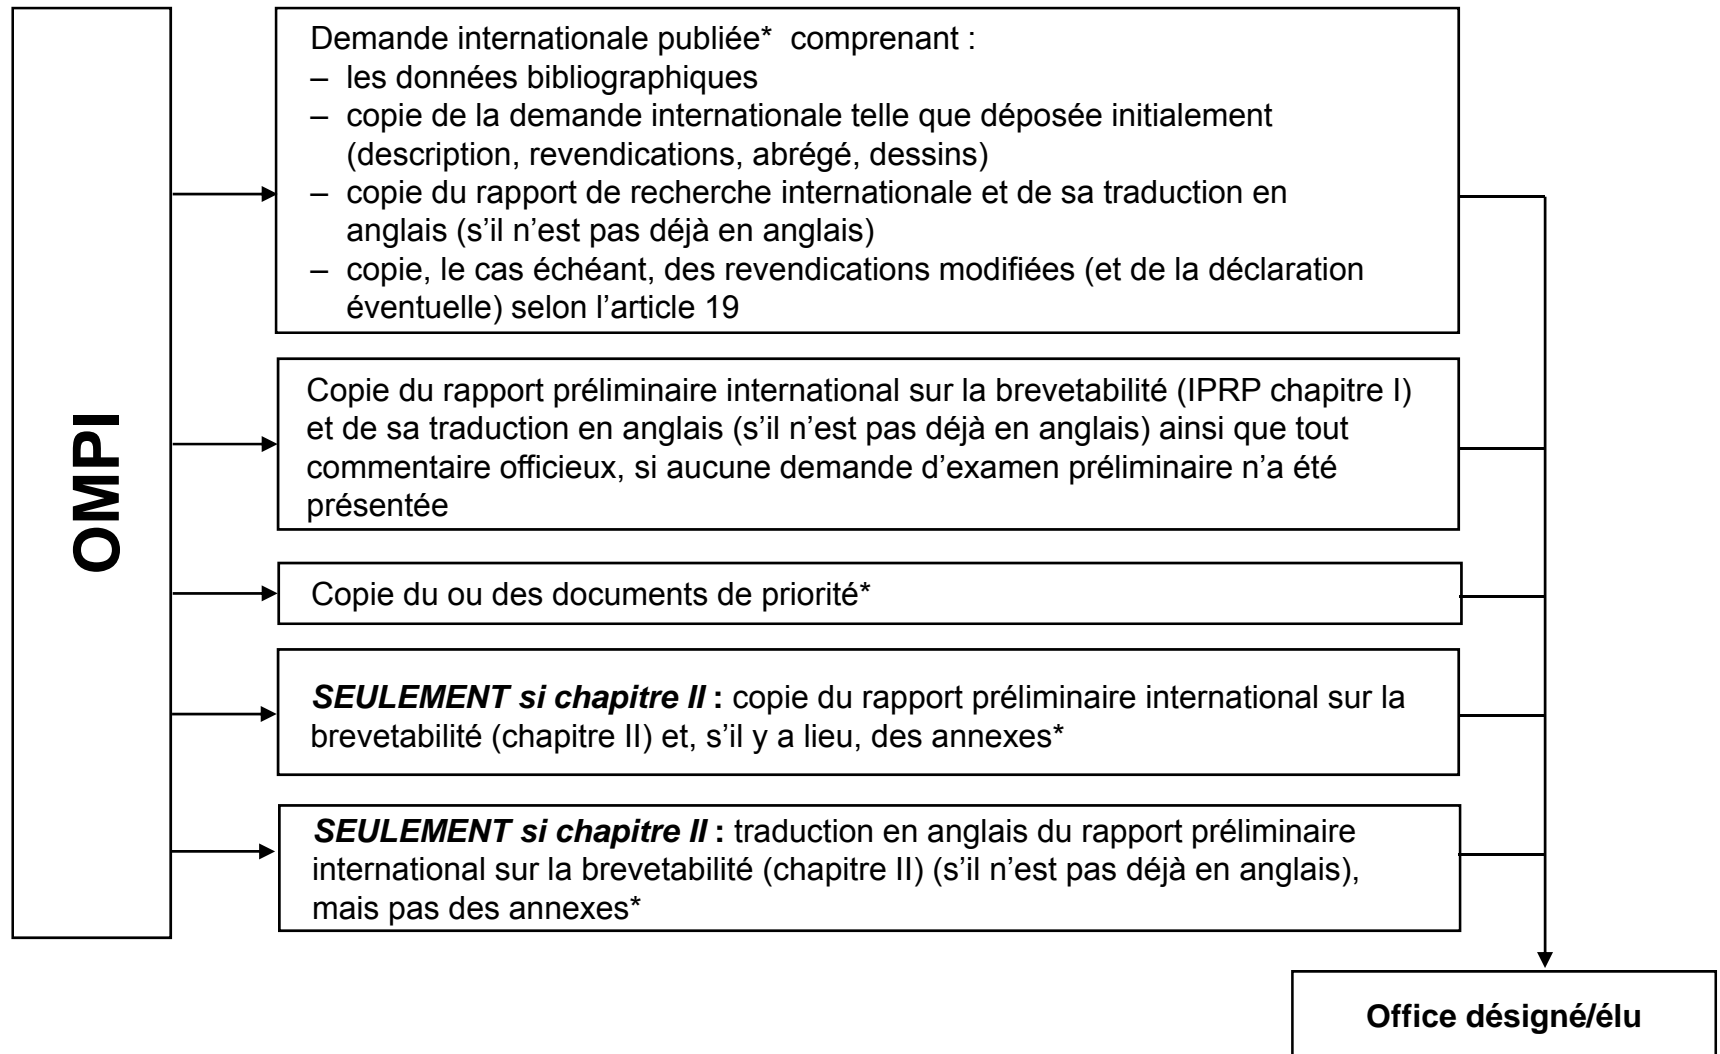 OMPI
Demande internationale publiée* comprenant :
– les données bibliographiques
– copie de la demande internationale telle que déposée initialement
(description, revendications, abrégé, dessins)
– copie du rapport de recherche internationale et de sa traduction en
anglais (s’il n’est pas déjà en anglais)
– copie, le cas échéant, des revendications modifiées (et de la déclaration
éventuelle) selon l’article 19
Copie du rapport préliminaire international sur la brevetabilité (IPRP chapitre I)
et de sa traduction en anglais (s’il n’est pas déjà en anglais) ainsi que tout
commentaire officieux, si aucune demande d’examen préliminaire n’a été
présentée
Copie du ou des documents de priorité*
SEULEMENT si chapitre II : copie du rapport préliminaire international sur la
brevetabilité (chapitre II) et, s’il y a lieu, des annexes*
SEULEMENT si chapitre II : traduction en anglais du rapport préliminaire
international sur la brevetabilité (chapitre II) (s’il n’est pas déjà en anglais),
mais pas des annexes*
Office désigné/élu